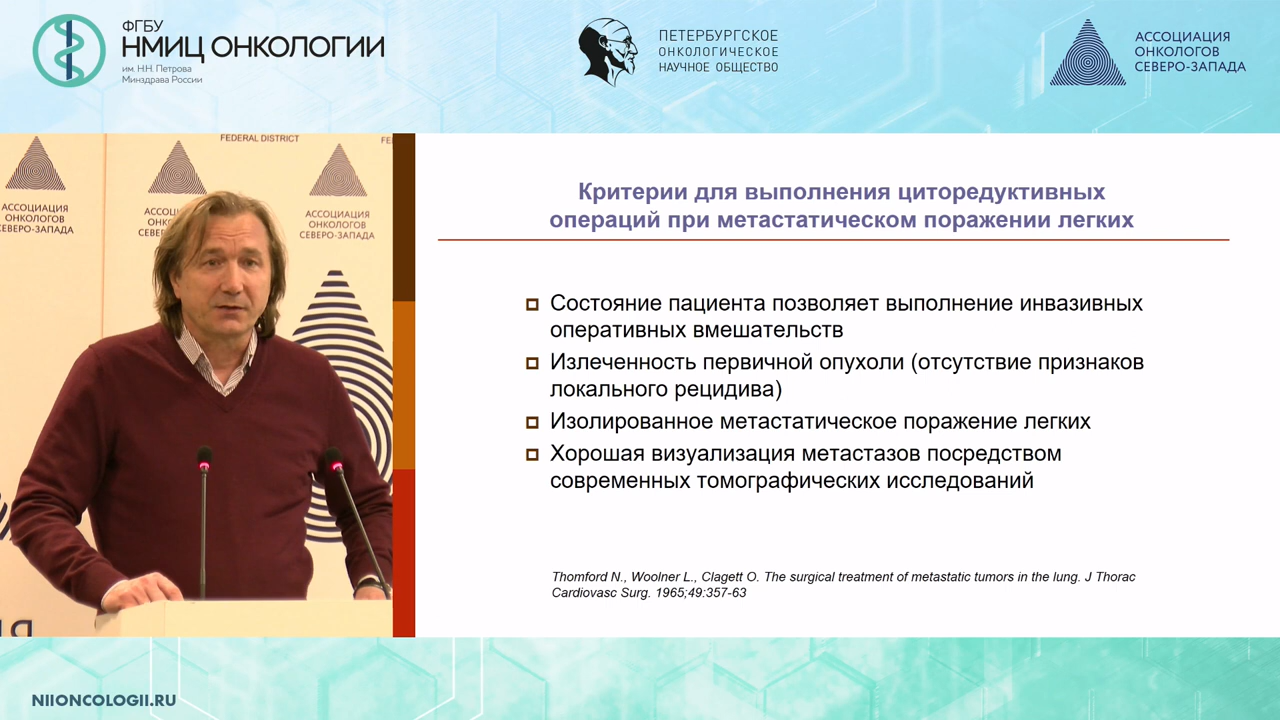 ФГБУ
НМИЦ ОНКОЛОГИИ
им. Н.Н. Петрова
Минздрава России
ПЕТЕРБУРГСКОЕ
ОНКОЛОГИЧЕСКОЕ
НАУЧНОЕ ОБЩЕСТВО
АССОЦИАЦИЯ
ОНКОЛОГОВ
СЕВЕРО-ЗАПАДА
FEDERAL DISTRICT
FE
АССОЦИАЦИЯ
ОНКОЛОГОВ
СЕВЕРО-ЗАПАДА
АССОЦ
ОНКО
СЕВЕР
АССОЦИАЦИЯ
ОНКОЛОГОВ
СЕВЕРО-ЗАПАДА
Критерии для выполнения циторедуктивных
операций при метастатическом поражении легких
Состояние пациента позволяет выполнение инвазивных
оперативных вмешательств
Излеченность первичной опухоли (отсутствие признаков
локального рецидива)
Изолированное метастатическое поражение легких
Хорошая визуализация метастазов посредством
современных томографических исследований
Thomford N., Woolner L., Clagett O. The surgical treatment of metastatic tumors in the lung. J Thorac
Cardiovasc Surg. 1965;49:357-63
NIIONCOLOGII.RU